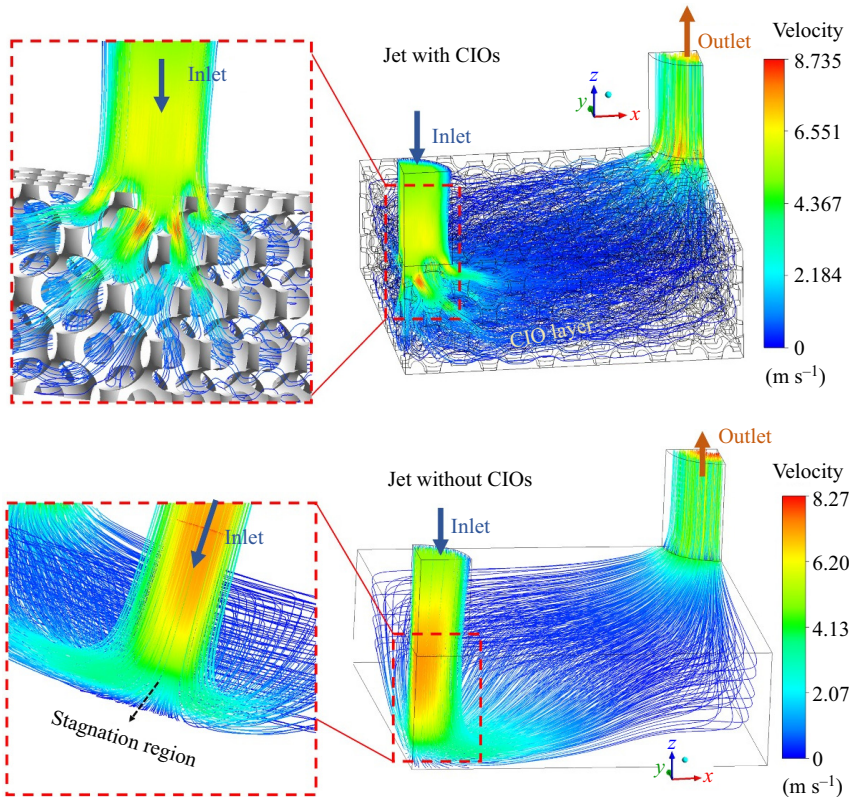 Jet with CIOs
Outlet
Velocity
Inlet
z
y
x
Inlet
8.735
6.551
4.367
2.184
0
(m s⁻¹)
CIO layer
Jet without CIOs
Outlet
Velocity
Inlet
Inlet
8.27
6.20
4.13
2.07
0
(m s⁻¹)
Stagnation region
z
y
x